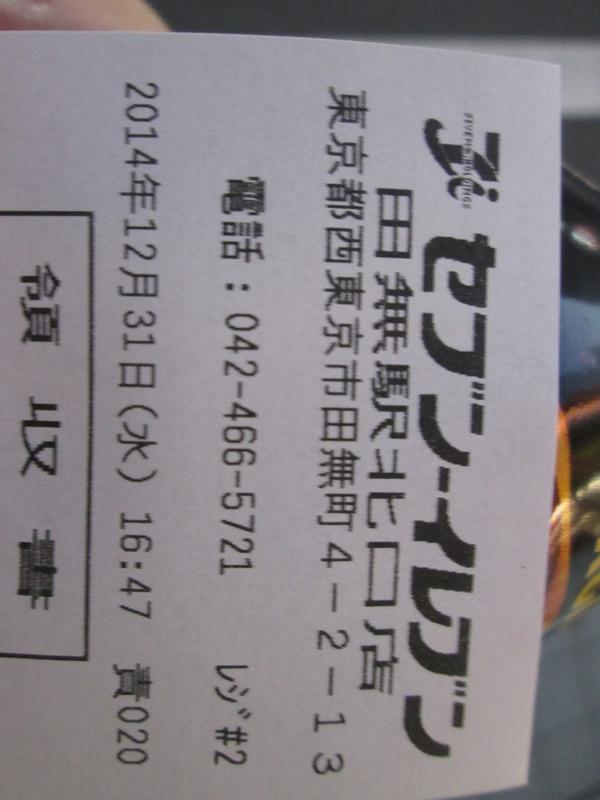 SEVEN&i HOLDINGS
セブン-イレブン
田無駅北口店
東京都西東京市田無町4-2-13
電話:042-466-5721 レジ#2
2014年12月31日(水) 16:47 責020
領収書